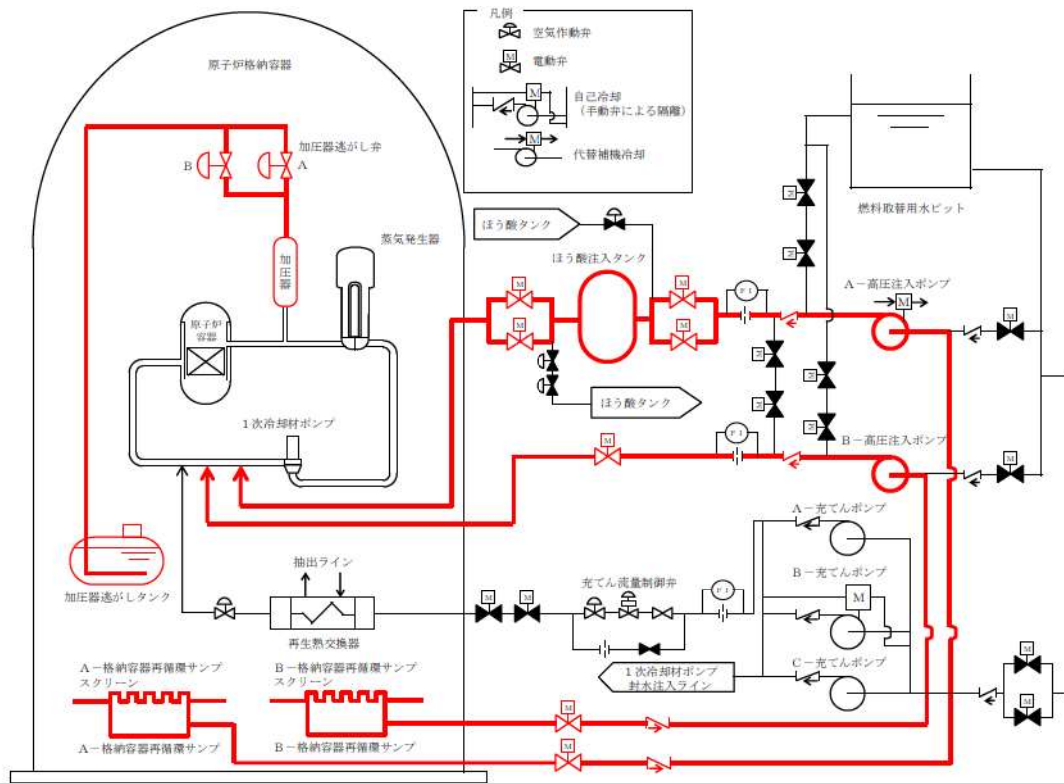 凡例
空気作動弁
M
電動弁
M
自己冷却
(手動弁による隔離)
M
代替補機冷却
原子炉格納容器
加圧器逃がし弁
B
A
加圧器
蒸気発生器
原子炉
容器
1次冷却材ポンプ
ほう酸タンク
ほう酸注入タンク
M
M
M
M
FI
ほう酸タンク
M
M
M
M
M
M
燃料取替用水ピット
A-高圧注入ポンプ
M
M
M
FI
B-高圧注入ポンプ
M
A-充てんポンプ
B-充てんポンプ
M
C-充てんポンプ
加圧器逃がしタンク
抽出ライン
再生熱交換器
M
M
充てん流量制御弁
FI
1次冷却材ポンプ
封水注入ライン
M
M
A-格納容器再循環サンプ
スクリーン
B-格納容器再循環サンプ
スクリーン
A-格納容器再循環サンプ
B-格納容器再循環サンプ
M
M